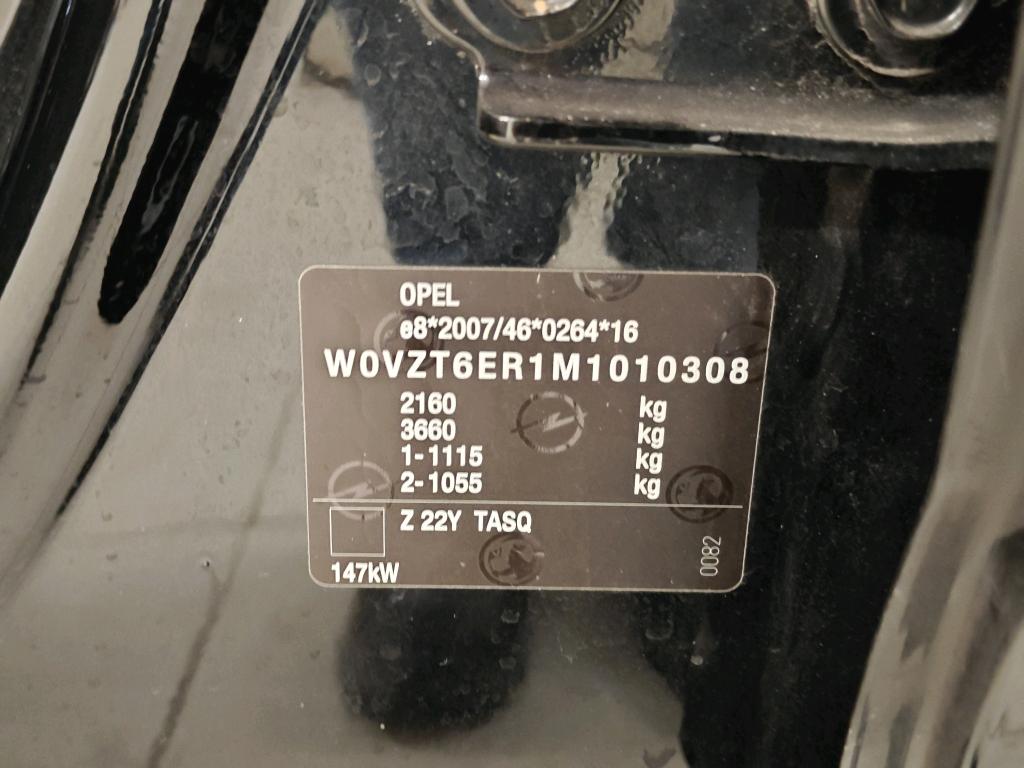 OPEL
e8*2007/46*0264*16
W0VZT6ER1M1010308
2160 kg
3660 kg
1-1115 kg
2-1055 kg
Z 22Y TASQ
147kW
0082